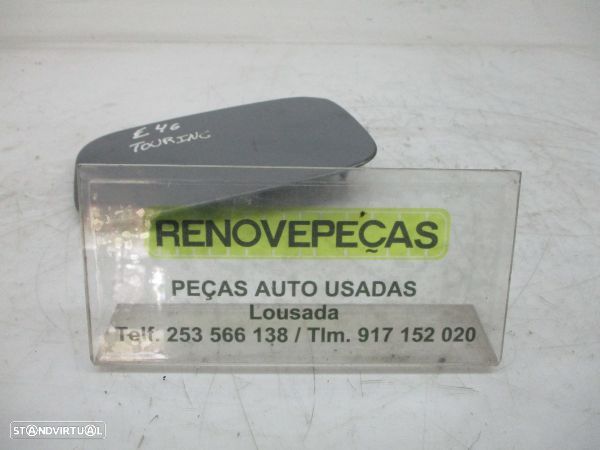 E46
TOURING
RENOVEPEÇAS
PEÇAS AUTO USADAS
Lousada
Telf. 253 566 138 / Tlm. 917 152 020
STANDVIRTUAL